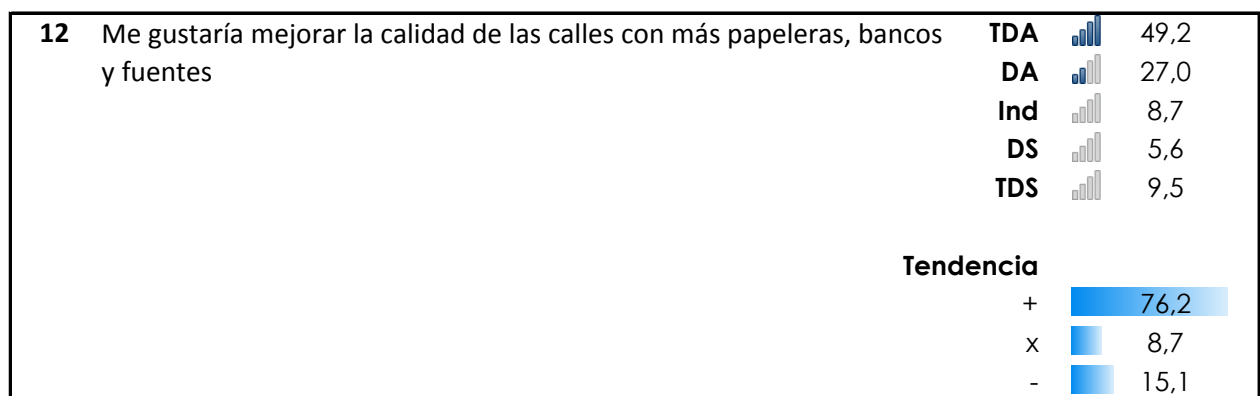 12 Me gustaría mejorar la calidad de las calles con más papeleras, bancos TDA 49,2
y fuentes DA 27,0
Ind 8,7
DS 5,6
TDS 9,5
Tendencia
+ 76,2
x 8,7
- 15,1